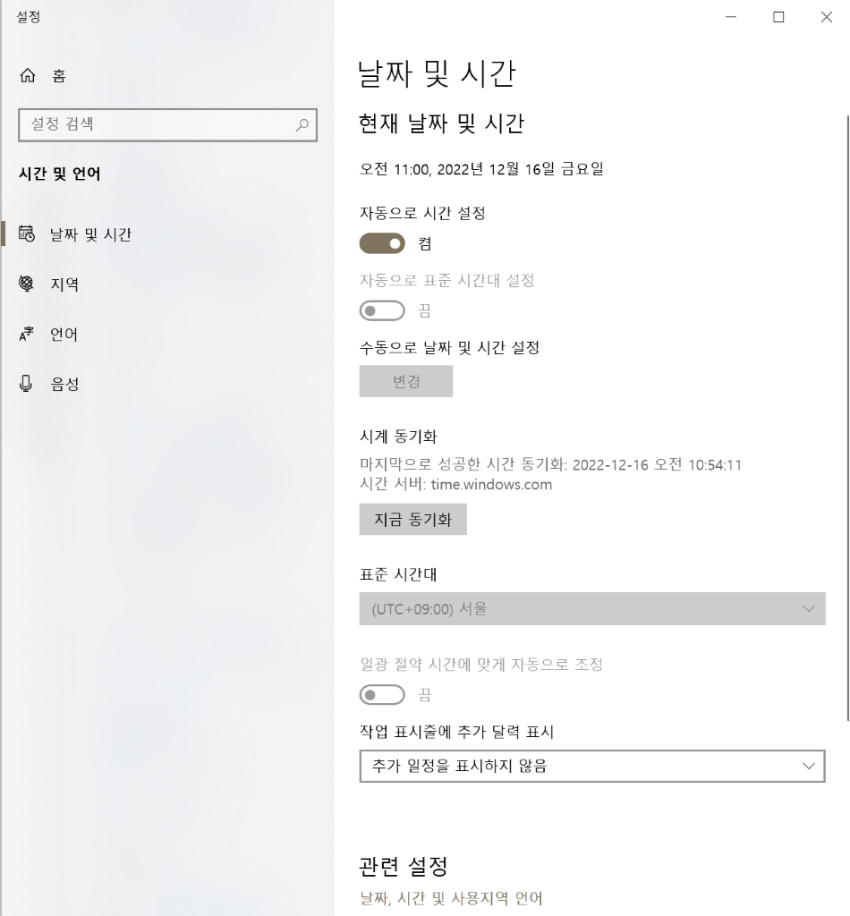 설정
홈
설정 검색
시간 및 언어
날짜 및 시간
지역
언어
음성
날짜 및 시간
현재 날짜 및 시간
오전 11:00, 2022년 12월 16일 금요일
자동으로 시간 설정
켬
자동으로 표준 시간대 설정
끔
수동으로 날짜 및 시간 설정
변경
시계 동기화
마지막으로 성공한 시간 동기화: 2022-12-16 오전 10:54:11
시간 서버: time.windows.com
지금 동기화
표준 시간대
(UTC+09:00) 서울
일광 절약 시간에 맞게 자동으로 조정
끔
작업 표시줄에 추가 달력 표시
추가 일정을 표시하지 않음
관련 설정
날짜, 시간 및 사용지역 언어